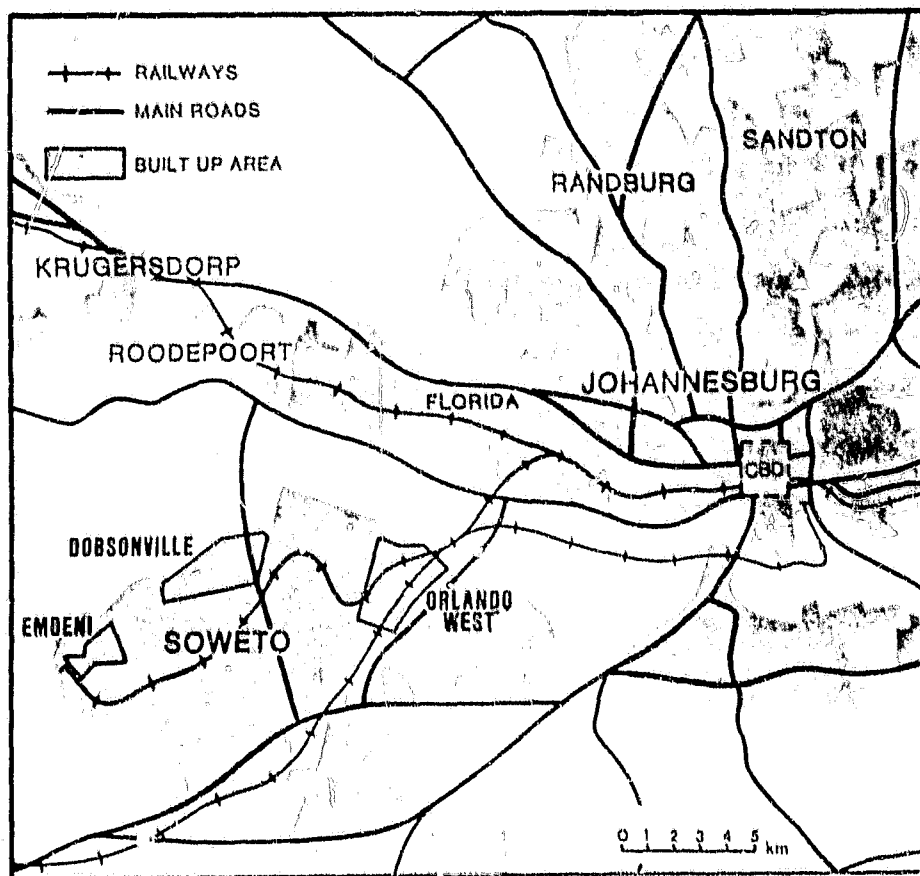 RAILWAYS
MAIN ROADS
BUILT UP AREA
SANDTON
RANDBURG
KRUGERSDORP
ROODEPOORT
JOHANNESBURG
FLORIDA
CBD
DOBSONVILLE
ORLANDO
WEST
EMDENI
SOWETO
0 1 2 3 4 5
km